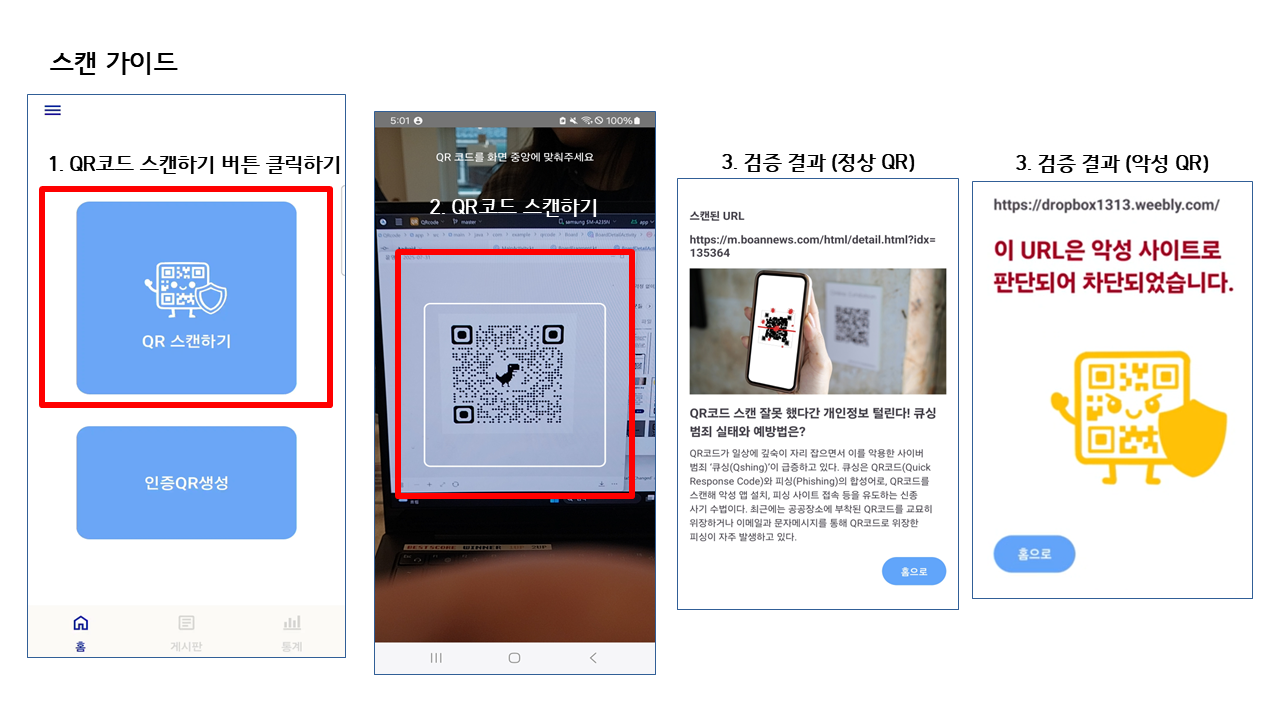 스캔 가이드
1. QR코드 스캔하기 버튼 클릭하기
QR 스캔하기
인증QR생성
홈
게시판
통계
5:01
100%
QR 코드를 화면 중앙에 맞춰주세요
2. QR코드 스캔하기
BESTSCORE WINNER
3. 검증 결과 (정상 QR)
스캔된 URL
https://m.boannews.com/html/detail.html?idx=
135364
QR코드 스캔 잘못 했다간 개인정보 털린다! 큐싱
범죄 실태와 예방법은?
QR코드가 일상에 깊숙이 자리 잡으면서 이를 악용한 사이버
범죄 '큐싱(Qshing)'이 급증하고 있다. 큐싱은 QR코드(Quick
Response Code)와 피싱(Phishing)의 합성어로, QR코드를
스캔해 악성 앱 설치, 피싱 사이트 접속 등을 유도하는 신종
사기 수법이다. 최근에는 공공장소에 부착된 QR코드를 교묘히
위장하거나 이메일과 문자메시지를 통해 QR코드로 위장한
피싱이 자주 발생하고 있다.
홈으로
3. 검증 결과 (악성 QR)
https://dropbox1313.weebly.com/
이 URL은 악성 사이트로
판단되어 차단되었습니다.
홈으로